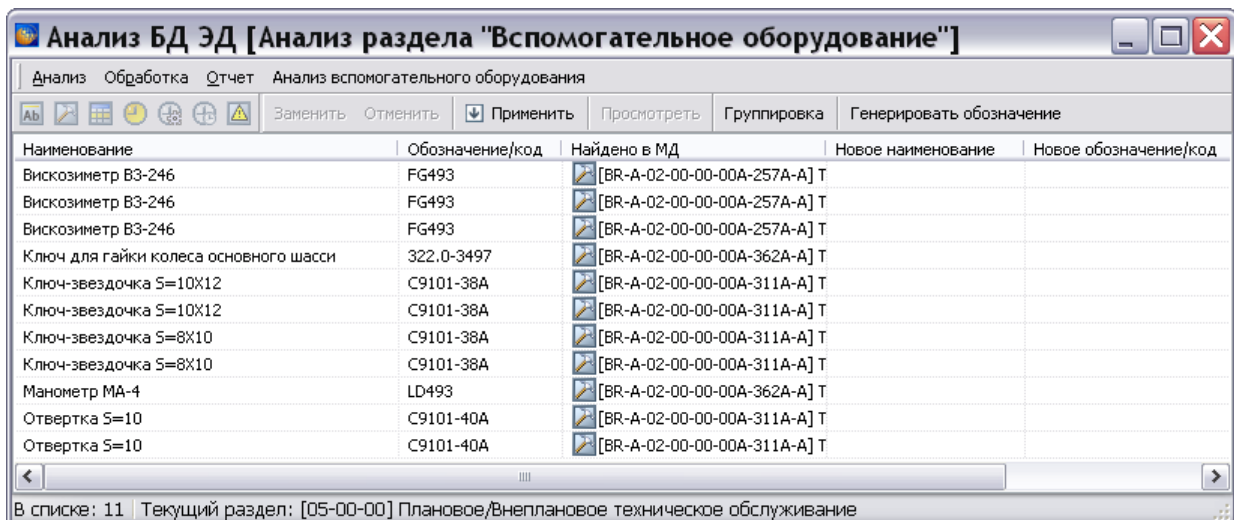 Анализ БД ЭД [Анализ раздела "Вспомогательное оборудование"]
Анализ Обработка Отчет Анализ вспомогательного оборудования
Ab Заменить Отменить Применить Просмотреть Группировка Генерировать обозначение
Наименование Обозначение/код Найдено в МД Новое наименование Новое обозначение/код
Вискозиметр ВЗ-246 FG493 [BR-A-02-00-00-00A-257A-A] Т
Вискозиметр ВЗ-246 FG493 [BR-A-02-00-00-00A-257A-A] Т
Вискозиметр ВЗ-246 FG493 [BR-A-02-00-00-00A-257A-A] Т
Ключ для гайки колеса основного шасси 322.0-3497 [BR-A-02-00-00-00A-362A-A] Т
Ключ-звездочка S=10X12 C9101-38A [BR-A-02-00-00-00A-311A-A] Т
Ключ-звездочка S=10X12 C9101-38A [BR-A-02-00-00-00A-311A-A] Т
Ключ-звездочка S=8X10 C9101-38A [BR-A-02-00-00-00A-311A-A] Т
Ключ-звездочка S=8X10 C9101-38A [BR-A-02-00-00-00A-311A-A] Т
Манометр МА-4 LD493 [BR-A-02-00-00-00A-362A-A] Т
Отвертка S=10 C9101-40A [BR-A-02-00-00-00A-311A-A] Т
Отвертка S=10 C9101-40A [BR-A-02-00-00-00A-311A-A] Т
В списке: 11 Текущий раздел: [05-00-00] Плановое/Внеплановое техническое обслуживание